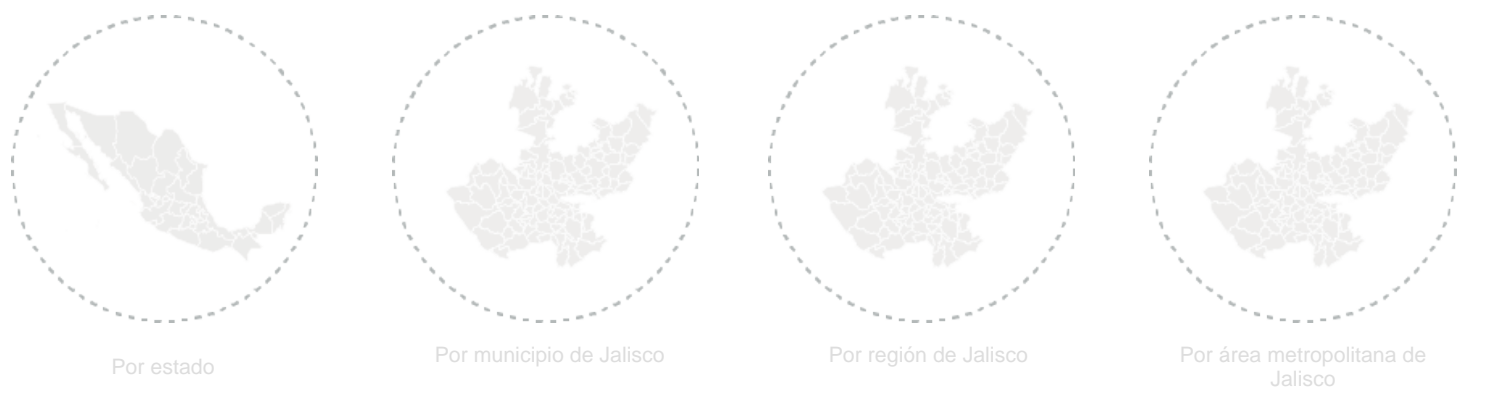 Por estado
Por municipio de Jalisco
Por región de Jalisco
Por área metropolitana de
Jalisco